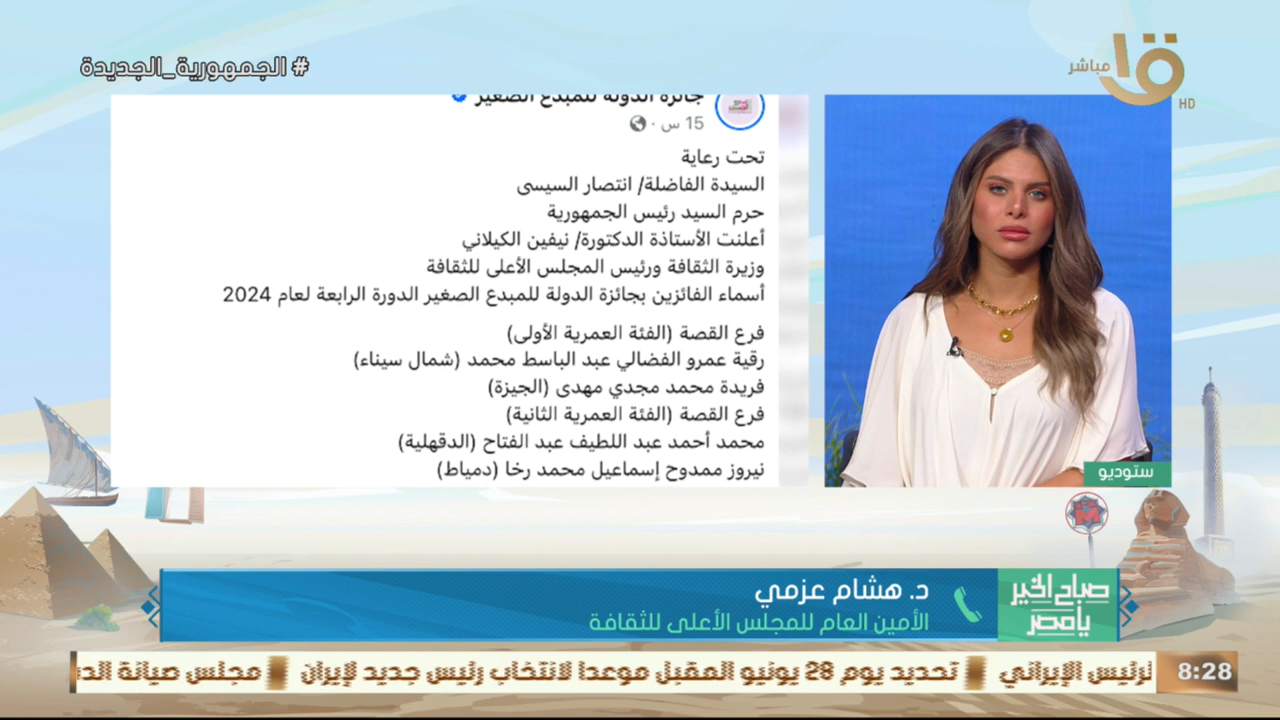 # الجمهورية_الجديدة
مباشر
HD
جائزة الدولة للمبدع الصغير
15 س
تحت رعاية
السيدة الفاضلة/ انتصار السيسى
حرم السيد رئيس الجمهورية
أعلنت الأستاذة الدكتورة/ نيفين الكيلاني
وزيرة الثقافة ورئيس المجلس الأعلى للثقافة
أسماء الفائزين بجائزة الدولة للمبدع الصغير الدورة الرابعة لعام 2024
فرع القصة (الفئة العمرية الأولى)
رقية عمرو الفضالي عبد الباسط محمد (شمال سيناء)
فريدة محمد مجدي مهدى (الجيزة)
فرع القصة (الفئة العمرية الثانية)
محمد أحمد عبد اللطيف عبد الفتاح (الدقهلية)
نيروز ممدوح إسماعيل محمد رخا (دمياط)
ستوديو
صباح الخير
يا مصر
د. هشام عزمي
الأمين العام للمجلس الأعلى للثقافة
8:28
لرئيس الإيراني تحديد يوم 28 يونيو المقبل موعدا لانتخاب رئيس جديد لإيران مجلس صيانة الد